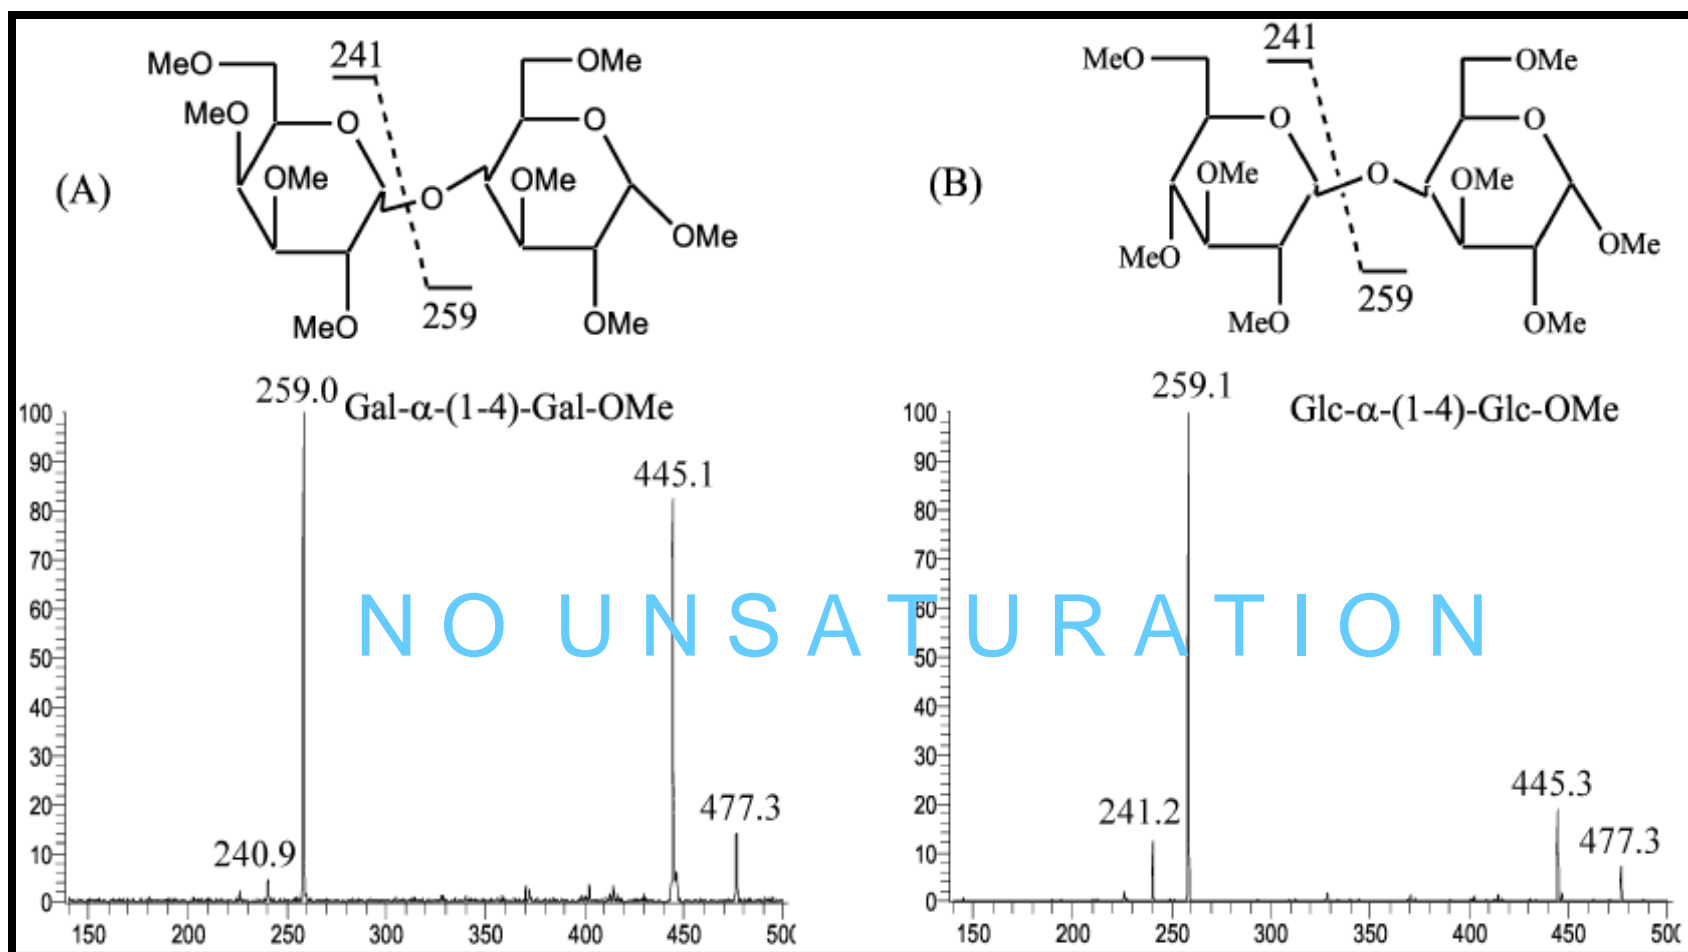 241
MeO
OMe
MeO
O
O
OMe
OMe
(A)
O
OMe
MeO
259
OMe
241
MeO
OMe
O
O
OMe
O
OMe
(B)
MeO
OMe
259
MeO
OMe
259.0
Gal-α-(1-4)-Gal-OMe
445.1
477.3
240.9
100
90
80
70
60
50
40
30
20
10
0
150 200 250 300 350 400 450 500
259.1
Glc-α-(1-4)-Glc-OMe
445.3
477.3
241.2
100
90
80
70
60
50
40
30
20
10
0
150 200 250 300 350 400 450 500
NO UNSATURATION